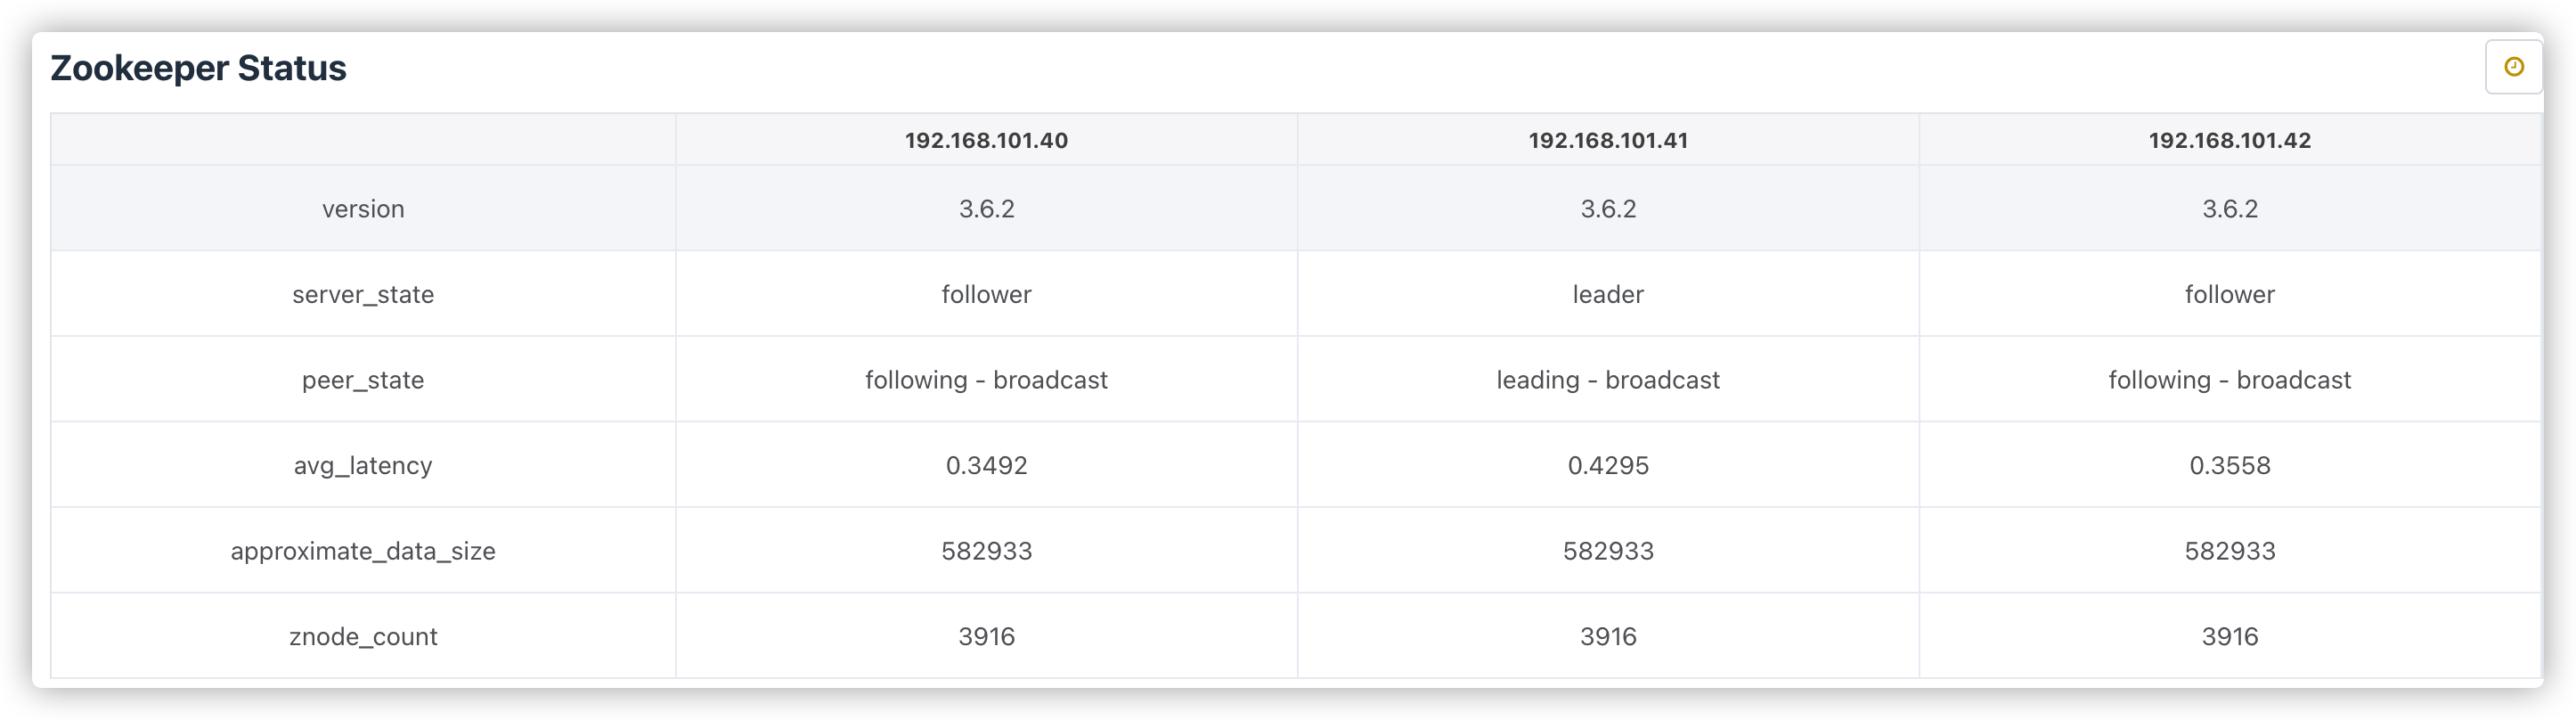 Zookeeper Status
192.168.101.40 192.168.101.41 192.168.101.42
version 3.6.2 3.6.2 3.6.2
server_state follower leader follower
peer_state following - broadcast leading - broadcast following - broadcast
avg_latency 0.3492 0.4295 0.3558
approximate_data_size 582933 582933 582933
znode_count 3916 3916 3916